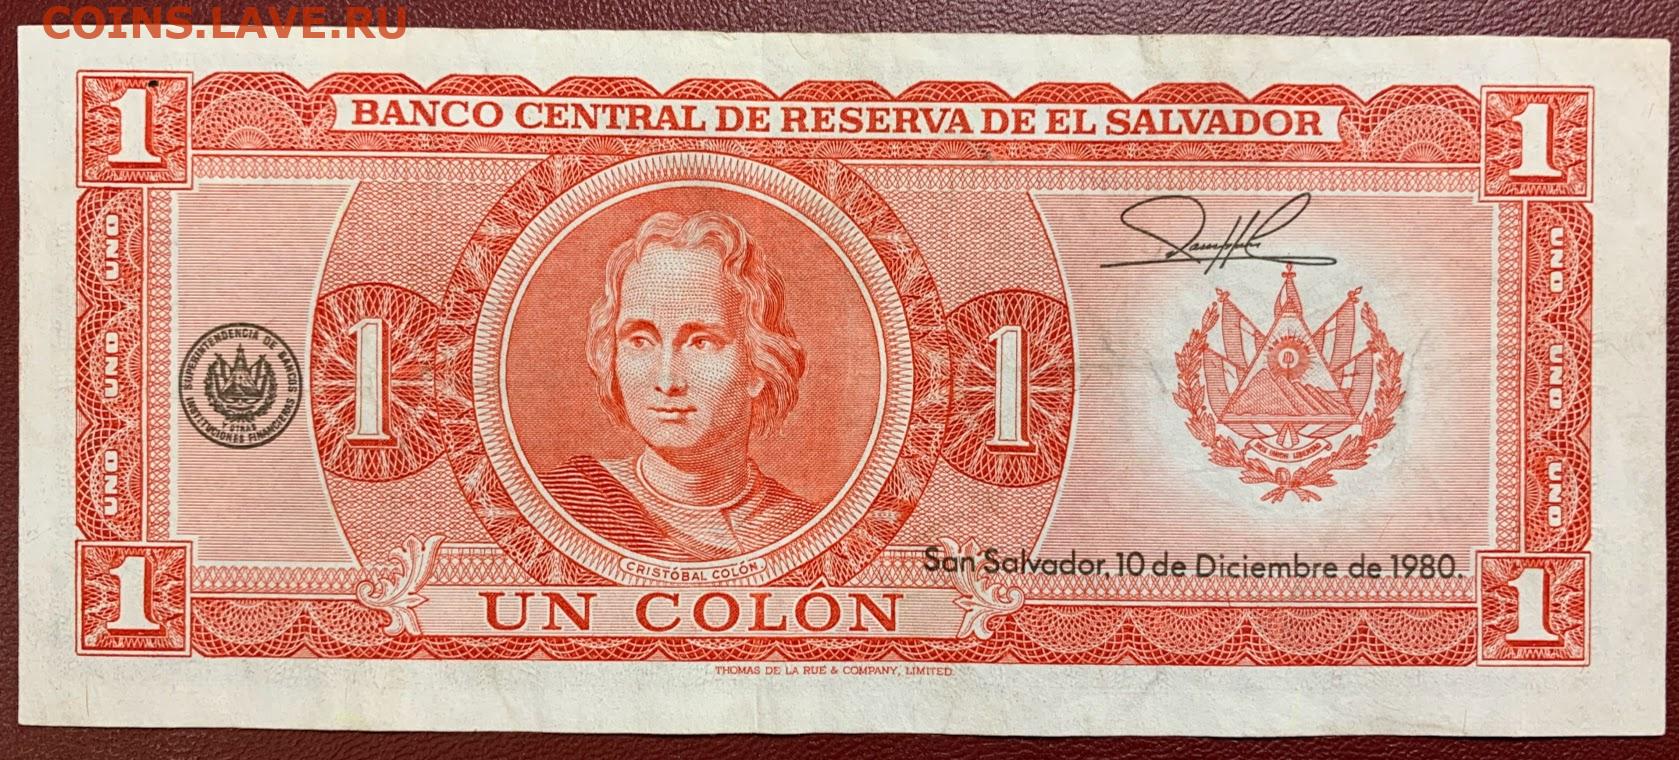 COINS.LAVE.RU
1
1
BANCO CENTRAL DE RESERVA DE EL SALVADOR
UNO UNO UNO
UNO UNO UNO
SUPERINTENDENCIA DE BANCOS
Y OTRAS
INSTITUCIONES FINANCIERAS
1
1
CRISTÓBAL COLÓN
San Salvador, 10 de Diciembre de 1980.
1
UN COLÓN
1
THOMAS DE LA RUE & COMPANY, LIMITED.